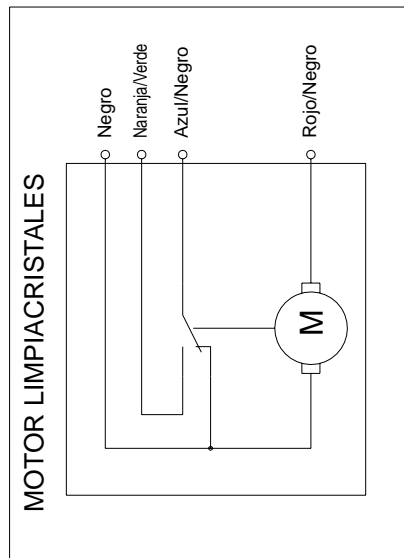 MOTOR LIMPIACRISTALES
Negro
Naranja/Verde
Azul/Negro
Rojo/Negro
M